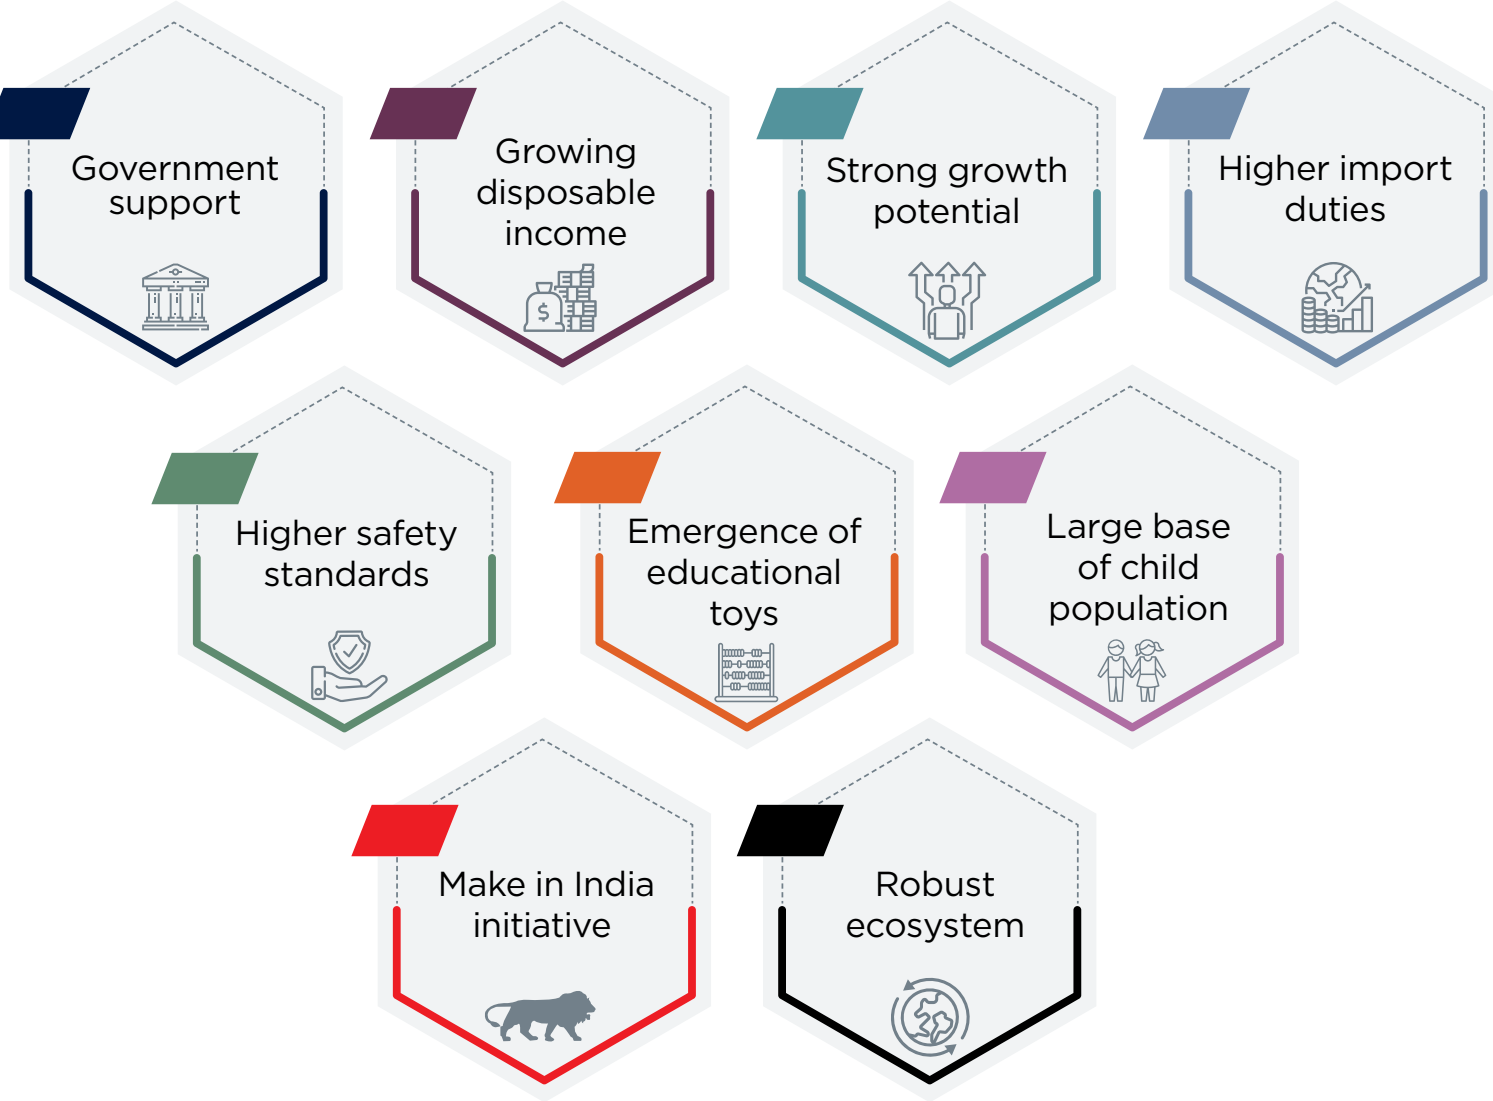 Government
support
Growing
disposable
income
Strong growth
potential
Higher import
duties
Higher safety
standards
Emergence of
educational
toys
Large base
of child
population
Make in India
initiative
Robust
ecosystem